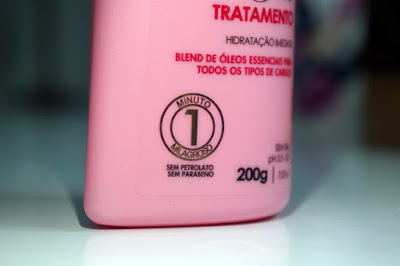 TRATAMENTO
HIDRATAÇÃO
BLEND DE ÓLEOS ESSENCIAIS PARA
TODOS OS TIPOS DE CABELO
MINUTO
1
MILAGROSO
SEM PETROLATO
SEM PARABENO
pH
200g